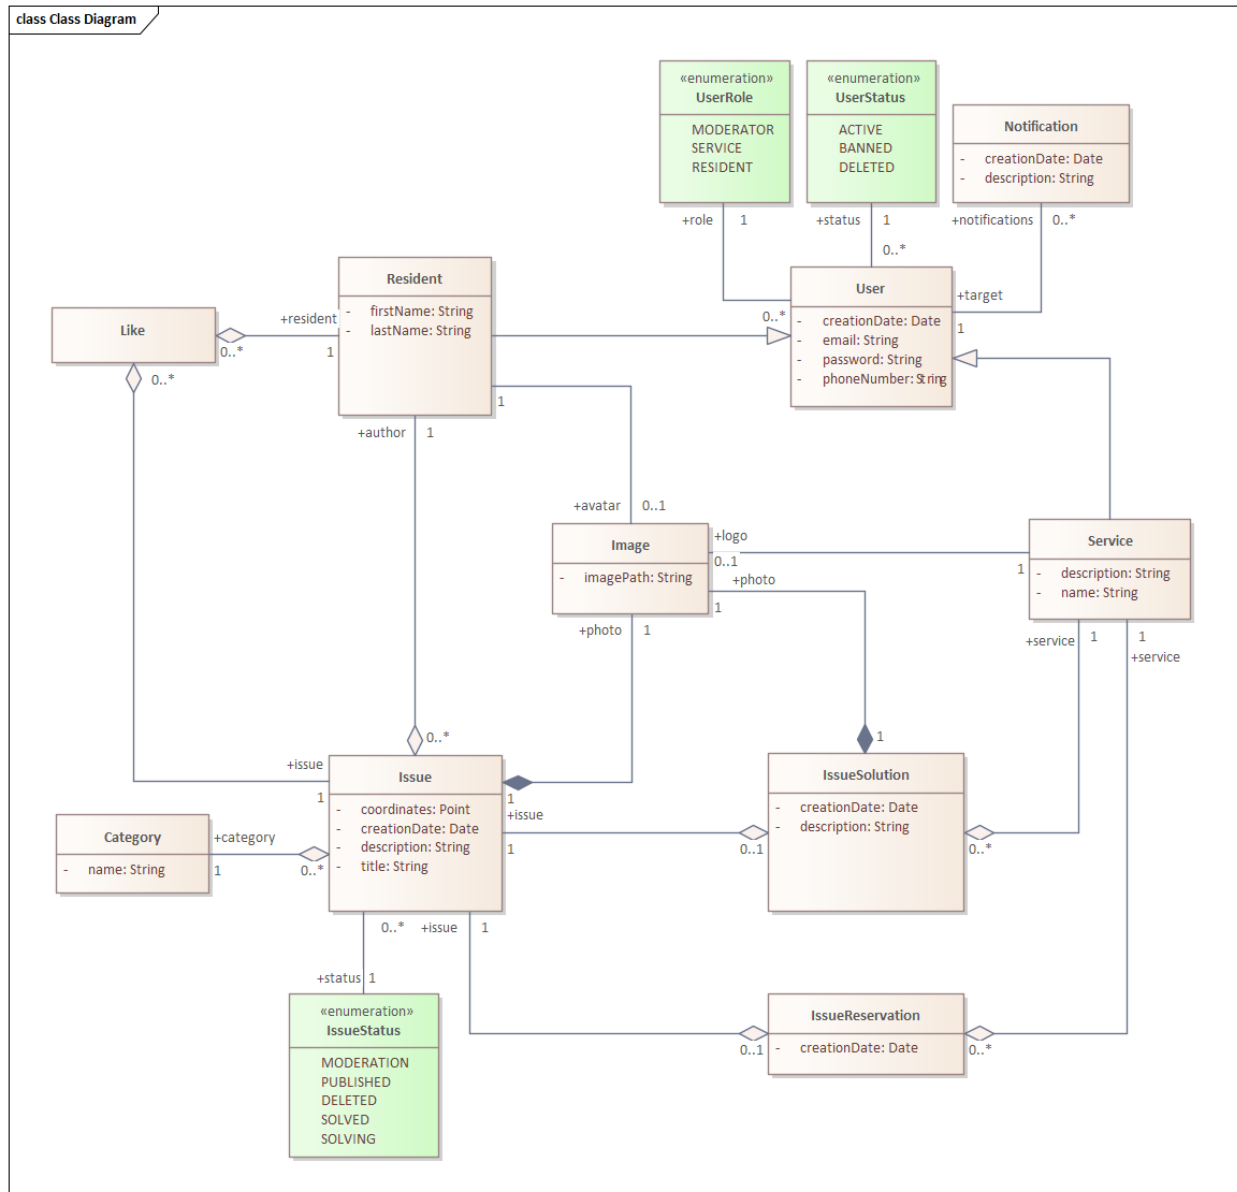 class Class Diagram
«enumeration»
UserRole
MODERATOR
SERVICE
RESIDENT
«enumeration»
UserStatus
ACTIVE
BANNED
DELETED
Notification
- creationDate: Date
- description: String
+role 1
+status 1
+notifications 0..*
0..*
0..*
+target
1
User
- creationDate: Date
- email: String
- password: String
- phoneNumber: String
Resident
- firstName: String
- lastName: String
Like
+resident
0..*
1
0..*
1
+author 1
+avatar 0..1
Image
- imagePath: String
+logo
0..1
1
+photo
1
+photo 1
Service
- description: String
- name: String
+service 1
1
+service
0..*
+issue
1
Issue
- coordinates: Point
- creationDate: Date
- description: String
- title: String
1
+issue
1
0..1
1
IssueSolution
- creationDate: Date
- description: String
0..*
Category
- name: String
+category
1
0..*
0..*
+issue 1
+status 1
«enumeration»
IssueStatus
MODERATION
PUBLISHED
DELETED
SOLVED
SOLVING
IssueReservation
- creationDate: Date
0..1
0..*